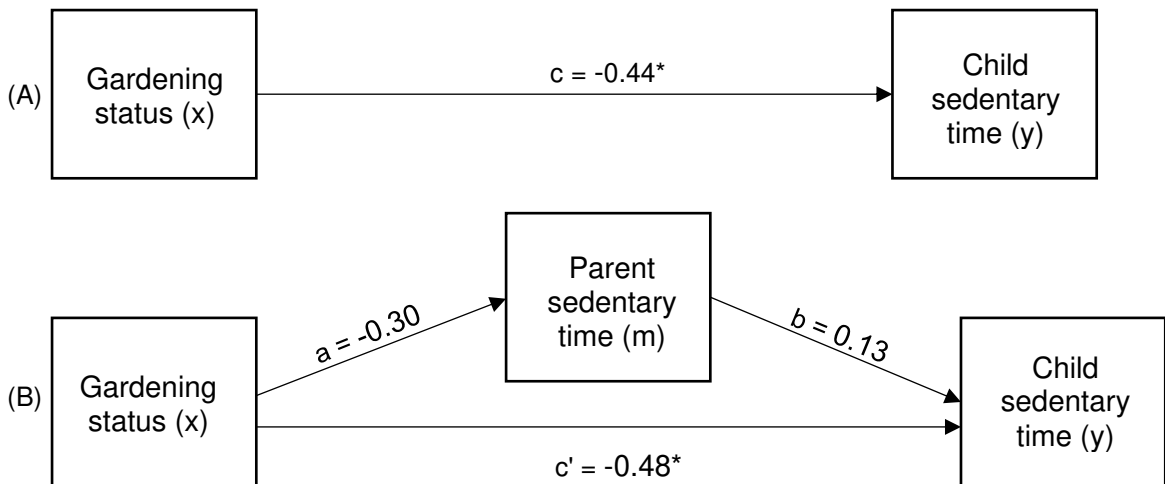 (A)
Gardening
status (x)
c = -0.44*
Child
sedentary
time (y)
(B)
Gardening
status (x)
a = -0.30
Parent
sedentary
time (m)
b = 0.13
c' = -0.48*
Child
sedentary
time (y)